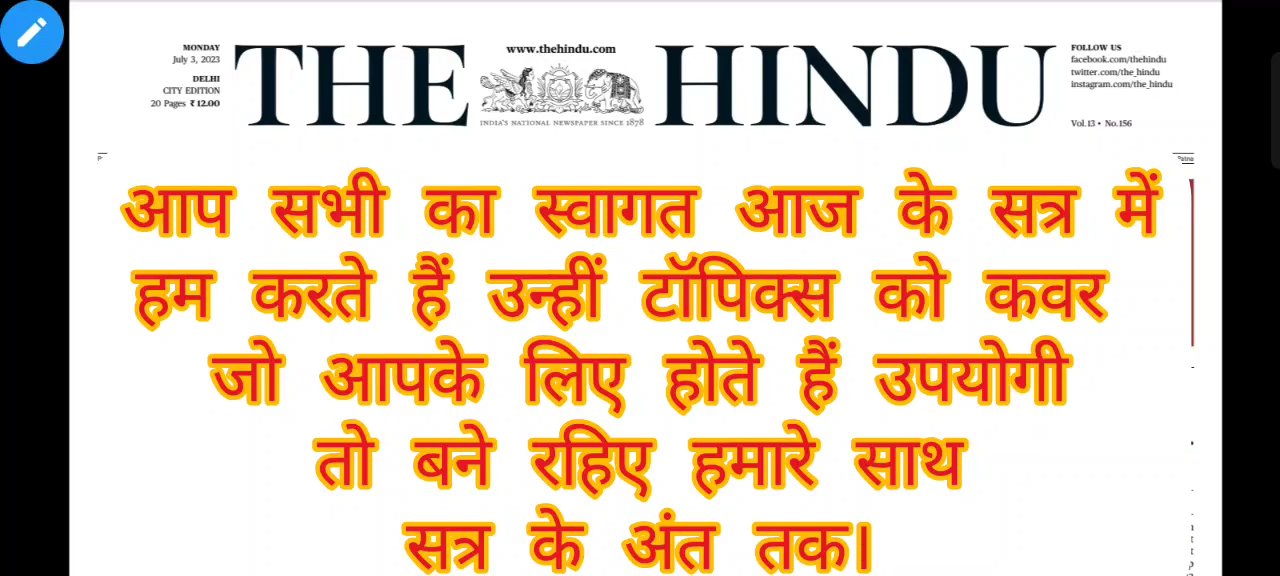 MONDAY
July 3, 2023
DELHI
CITY EDITION
20 Pages ₹ 12.00
THE HINDU
www.thehindu.com
INDIA'S NATIONAL NEWSPAPER SINCE 1878
FOLLOW US
facebook.com/thehindu
twitter.com/the_hindu
instagram.com/the_hindu
Vol.13 • No.156
आप सभी का स्वागत आज के सत्र में
हम करते हैं उन्हीं टॉपिक्स को कवर
जो आपके लिए होते हैं उपयोगी
तो बने रहिए हमारे साथ
सत्र के अंत तक।